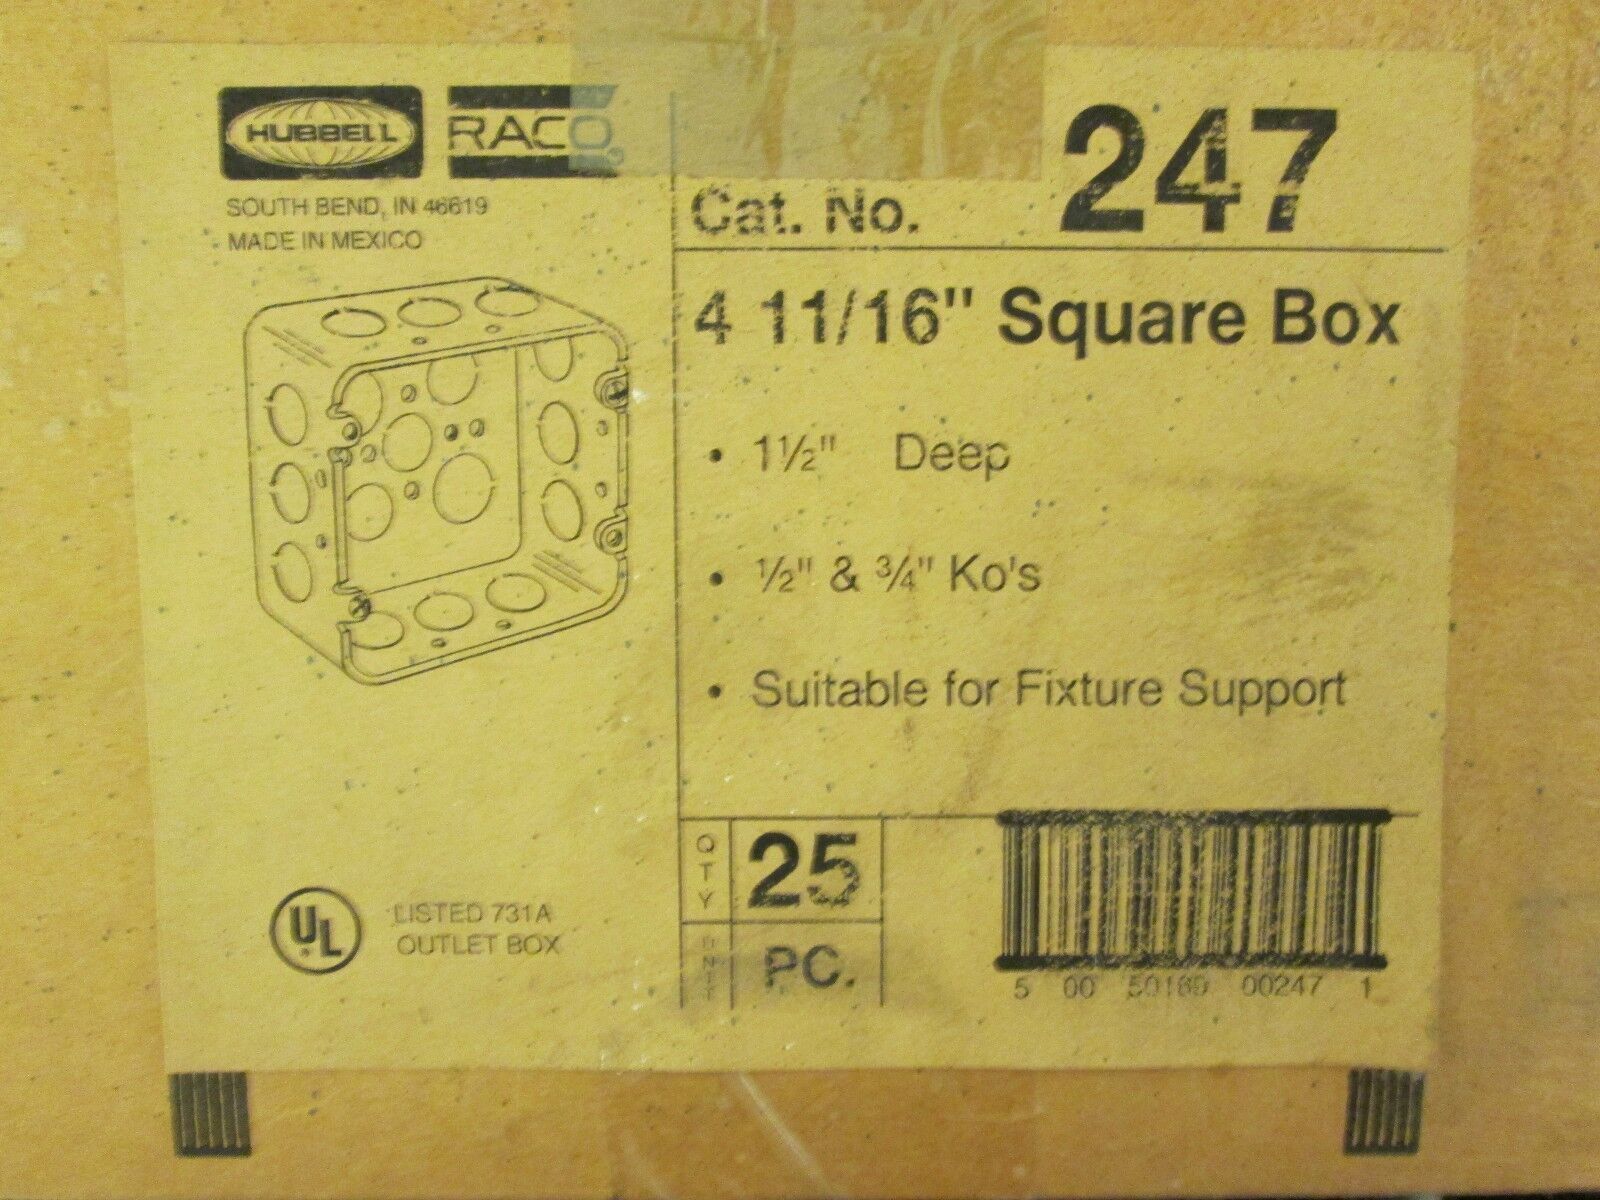 HUBBELL
RACO
SOUTH BEND, IN 46619
MADE IN MEXICO
Cat. No. 247
4 11/16" Square Box
• 1½" Deep
• ½" & ¾" Ko's
• Suitable for Fixture Support
UL
LISTED 731A
OUTLET BOX
QTY 25
PC.
5 00 50169 00247 1